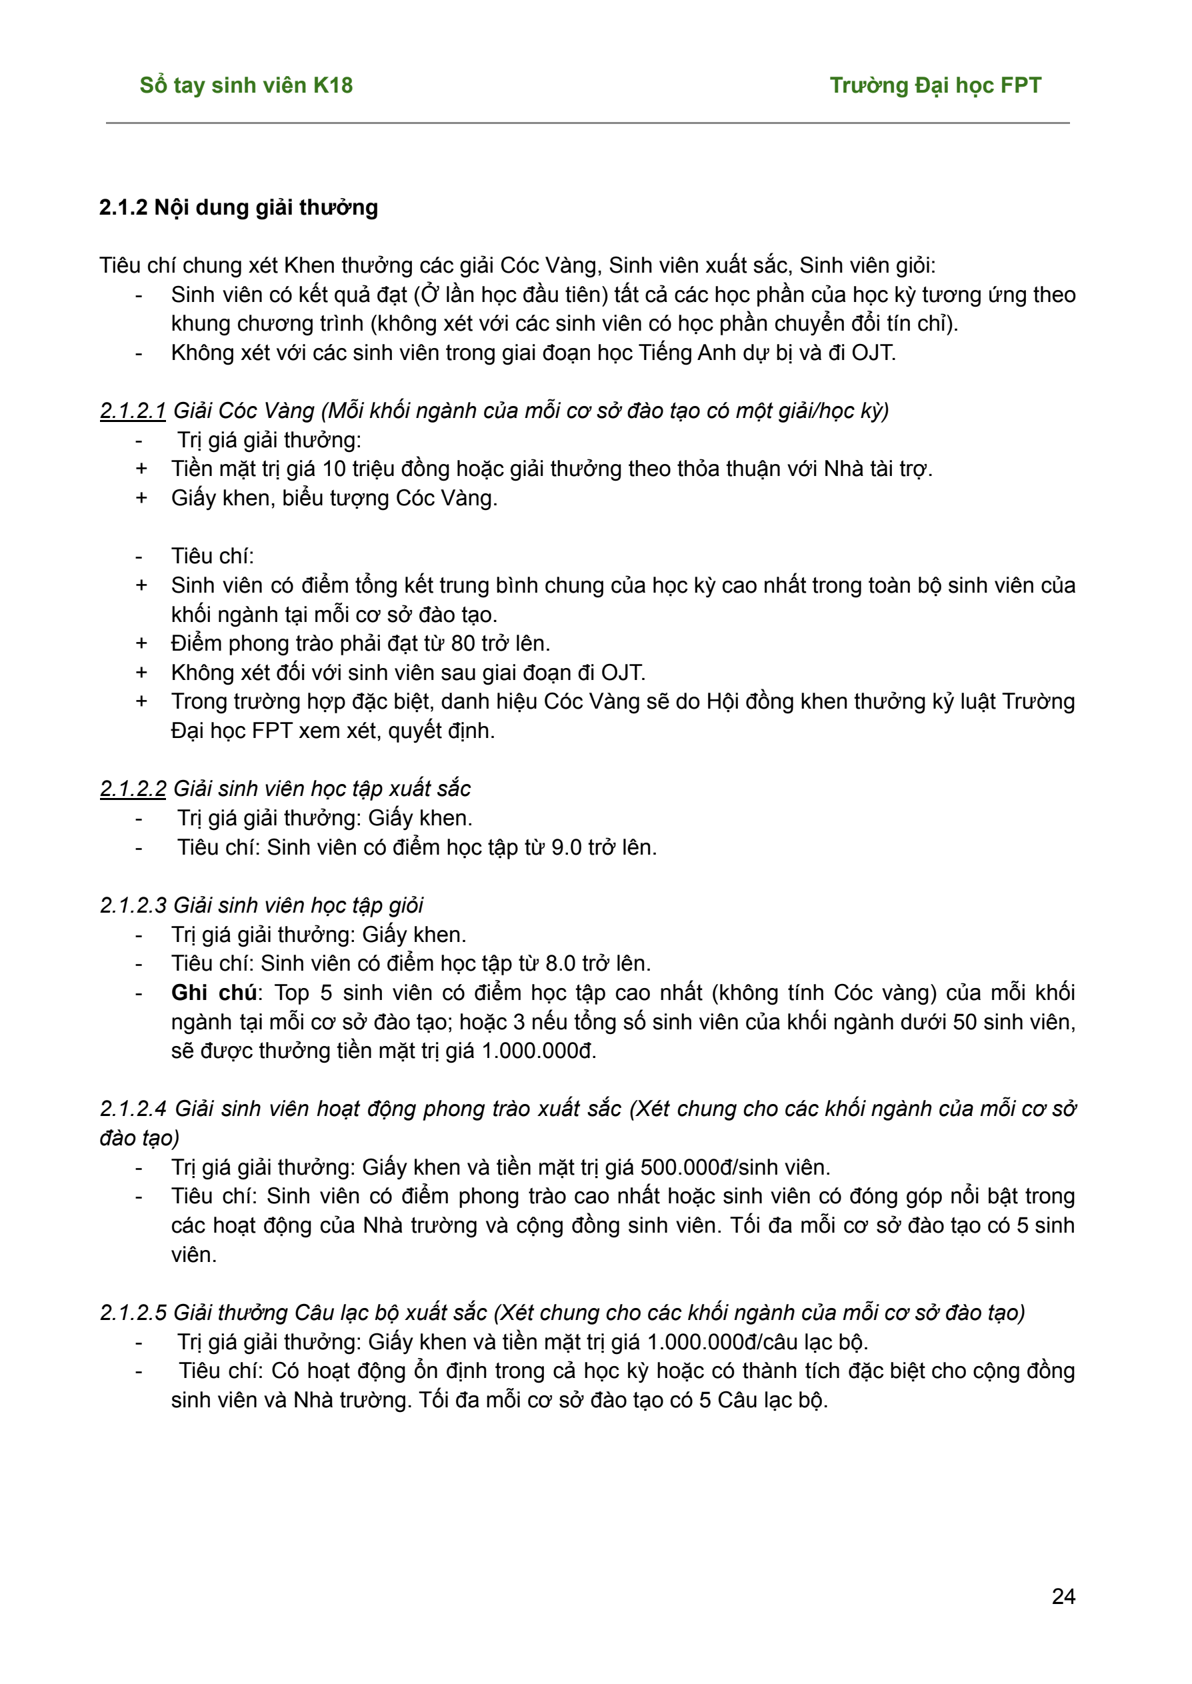 Sổ tay sinh viên K18 Trường Đại học FPT
2.1.2 Nội dung giải thưởng
Tiêu chí chung xét Khen thưởng các giải Cóc Vàng, Sinh viên xuất sắc, Sinh viên giỏi:
- Sinh viên có kết quả đạt (Ở lần học đầu tiên) tất cả các học phần của học kỳ tương ứng theo
khung chương trình (không xét với các sinh viên có học phần chuyển đổi tín chỉ).
- Không xét với các sinh viên trong giai đoạn học Tiếng Anh dự bị và đi OJT.
2.1.2.1 Giải Cóc Vàng (Mỗi khối ngành của mỗi cơ sở đào tạo có một giải/học kỳ)
- Trị giá giải thưởng:
+ Tiền mặt trị giá 10 triệu đồng hoặc giải thưởng theo thỏa thuận với Nhà tài trợ.
+ Giấy khen, biểu tượng Cóc Vàng.
- Tiêu chí:
+ Sinh viên có điểm tổng kết trung bình chung của học kỳ cao nhất trong toàn bộ sinh viên của
khối ngành tại mỗi cơ sở đào tạo.
+ Điểm phong trào phải đạt từ 80 trở lên.
+ Không xét đối với sinh viên sau giai đoạn đi OJT.
+ Trong trường hợp đặc biệt, danh hiệu Cóc Vàng sẽ do Hội đồng khen thưởng kỷ luật Trường
Đại học FPT xem xét, quyết định.
2.1.2.2 Giải sinh viên học tập xuất sắc
- Trị giá giải thưởng: Giấy khen.
- Tiêu chí: Sinh viên có điểm học tập từ 9.0 trở lên.
2.1.2.3 Giải sinh viên học tập giỏi
- Trị giá giải thưởng: Giấy khen.
- Tiêu chí: Sinh viên có điểm học tập từ 8.0 trở lên.
- Ghi chú: Top 5 sinh viên có điểm học tập cao nhất (không tính Cóc vàng) của mỗi khối
ngành tại mỗi cơ sở đào tạo; hoặc 3 nếu tổng số sinh viên của khối ngành dưới 50 sinh viên,
sẽ được thưởng tiền mặt trị giá 1.000.000đ.
2.1.2.4 Giải sinh viên hoạt động phong trào xuất sắc (Xét chung cho các khối ngành của mỗi cơ sở
đào tạo)
- Trị giá giải thưởng: Giấy khen và tiền mặt trị giá 500.000đ/sinh viên.
- Tiêu chí: Sinh viên có điểm phong trào cao nhất hoặc sinh viên có đóng góp nổi bật trong
các hoạt động của Nhà trường và cộng đồng sinh viên. Tối đa mỗi cơ sở đào tạo có 5 sinh
viên.
2.1.2.5 Giải thưởng Câu lạc bộ xuất sắc (Xét chung cho các khối ngành của mỗi cơ sở đào tạo)
- Trị giá giải thưởng: Giấy khen và tiền mặt trị giá 1.000.000đ/câu lạc bộ.
- Tiêu chí: Có hoạt động ổn định trong cả học kỳ hoặc có thành tích đặc biệt cho cộng đồng
sinh viên và Nhà trường. Tối đa mỗi cơ sở đào tạo có 5 Câu lạc bộ.
24